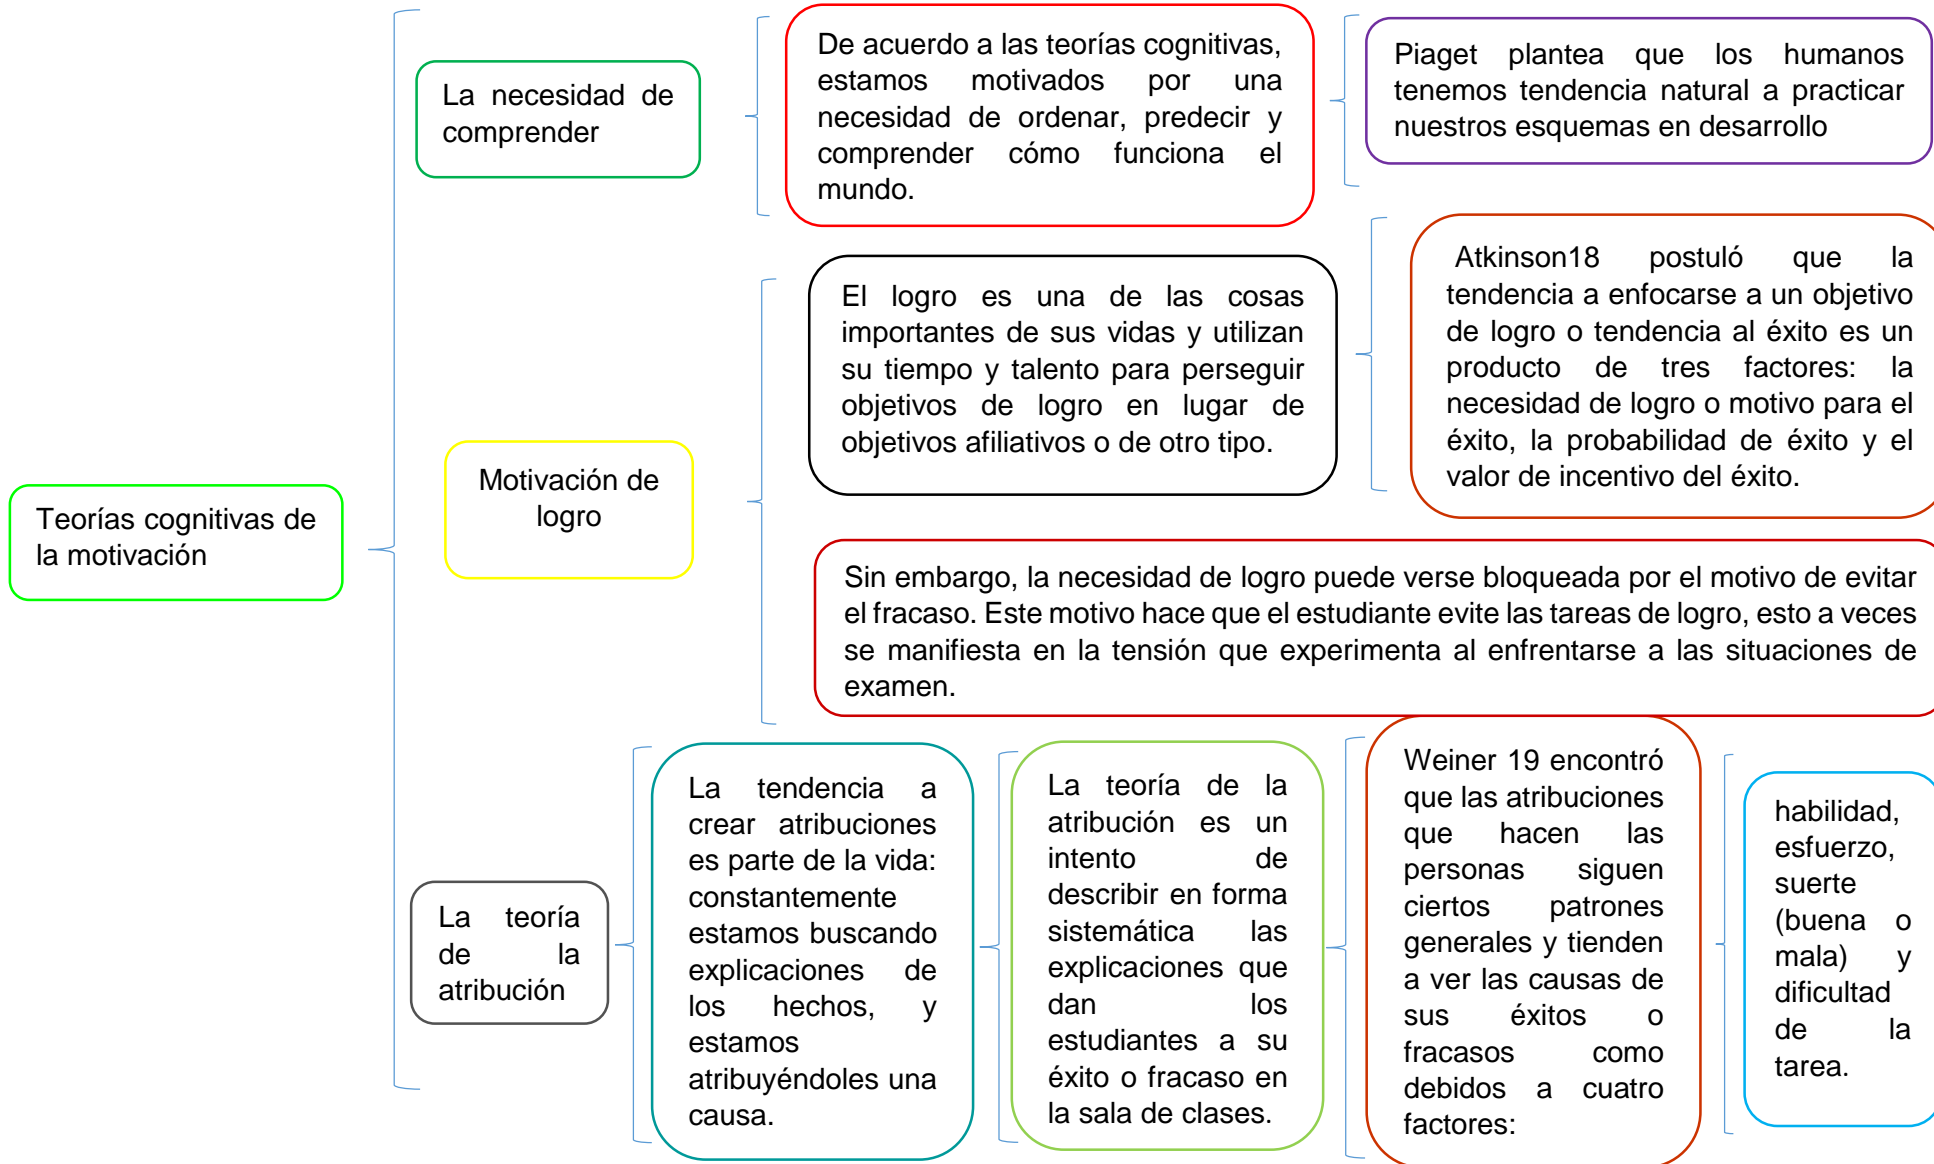 Teorías cognitivas de
la motivación
La necesidad de
comprender
De acuerdo a las teorías cognitivas,
estamos motivados por una
necesidad de ordenar, predecir y
comprender cómo funciona el
mundo.
Piaget plantea que los humanos
tenemos tendencia natural a practicar
nuestros esquemas en desarrollo
Motivación de
logro
El logro es una de las cosas
importantes de sus vidas y utilizan
su tiempo y talento para perseguir
objetivos de logro en lugar de
objetivos afiliativos o de otro tipo.
Atkinson18 postuló que la
tendencia a enfocarse a un objetivo
de logro o tendencia al éxito es un
producto de tres factores: la
necesidad de logro o motivo para el
éxito, la probabilidad de éxito y el
valor de incentivo del éxito.
Sin embargo, la necesidad de logro puede verse bloqueada por el motivo de evitar
el fracaso. Este motivo hace que el estudiante evite las tareas de logro, esto a veces
se manifiesta en la tensión que experimenta al enfrentarse a las situaciones de
examen.
La teoría
de la
atribución
La tendencia a
crear atribuciones
es parte de la vida:
constantemente
estamos buscando
explicaciones de
los hechos, y
estamos
atribuyéndoles una
causa.
La teoría de la
atribución es un
intento de
describir en forma
sistemática las
explicaciones que
dan los
estudiantes a su
éxito o fracaso en
la sala de clases.
Weiner 19 encontró
que las atribuciones
que hacen las
personas siguen
ciertos patrones
generales y tienden
a ver las causas de
sus éxitos o
fracasos como
debidos a cuatro
factores:
habilidad,
esfuerzo,
suerte
(buena o
mala) y
dificultad
de la
tarea.